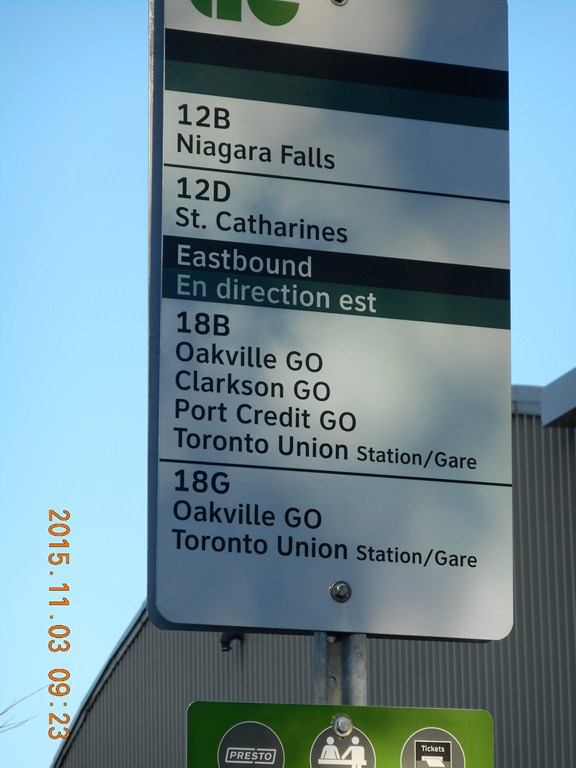 12B
Niagara Falls
12D
St. Catharines
Eastbound
En direction est
18B
Oakville GO
Clarkson GO
Port Credit GO
Toronto Union Station/Gare
18G
Oakville GO
Toronto Union Station/Gare
PRESTO
Tickets
2015.11.03 09:23